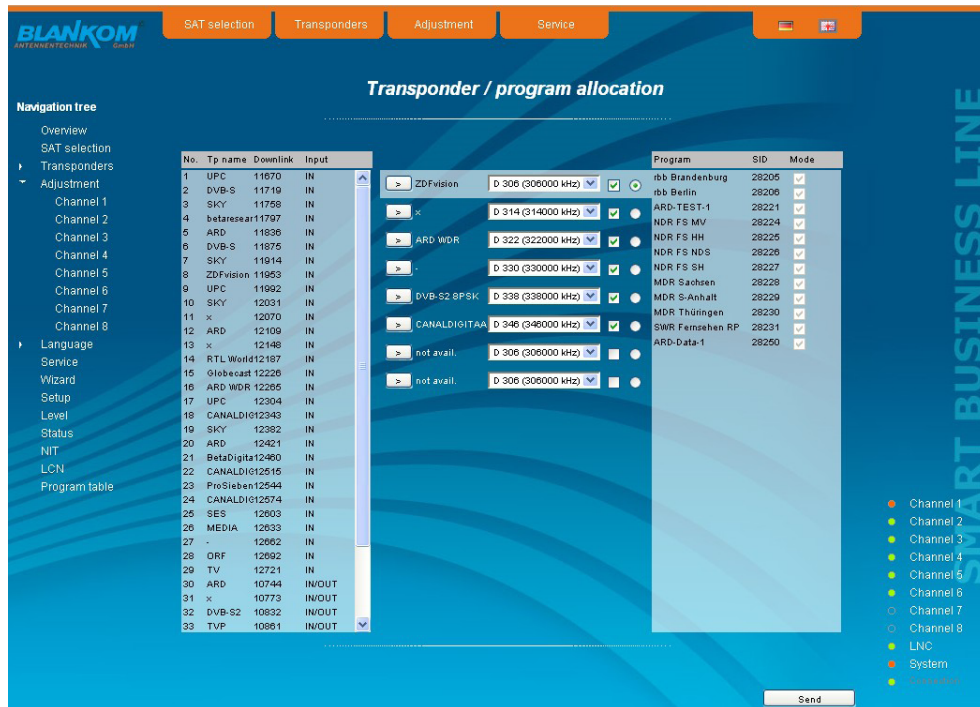 BLANKOM
ANTENNENTECHNIK GmbH
SAT selection
Transponders
Adjustment
Service
Transponder / program allocation
Navigation tree
Overview
SAT selection
Transponders
Adjustment
Channel 1
Channel 2
Channel 3
Channel 4
Channel 5
Channel 6
Channel 7
Channel 8
Language
Service
Wizard
Setup
Level
Status
NIT
LCN
Program table
No. Tp name Downlink Input
1 UPC 11670 IN
2 DVB-S 11719 IN
3 SKY 11758 IN
4 betaresear 11797 IN
5 ARD 11836 IN
6 DVB-S 11875 IN
7 SKY 11914 IN
8 ZDFvision 11953 IN
9 UPC 11992 IN
10 SKY 12031 IN
11 x 12070 IN
12 ARD 12109 IN
13 x 12148 IN
14 RTL World 12187 IN
15 Globecast 12226 IN
16 ARD WDR 12265 IN
17 UPC 12304 IN
18 CANALDIG 12343 IN
19 SKY 12382 IN
20 ARD 12421 IN
21 BetaDigita 12460 IN
22 CANALDIG 12515 IN
23 ProSieben 12544 IN
24 CANALDIG 12574 IN
25 SES 12603 IN
26 MEDIA 12633 IN
27 - 12662 IN
28 ORF 12692 IN
29 TV 12721 IN
30 ARD 10744 IN/OUT
31 x 10773 IN/OUT
32 DVB-S2 10832 IN/OUT
33 TVP 10861 IN/OUT
> ZDFvision D 306 (306000 kHz)
> x D 314 (314000 kHz)
> ARD WDR D 322 (322000 kHz)
> - D 330 (330000 kHz)
> DVB-S2 8PSK D 338 (338000 kHz)
> CANALDIGITAA D 346 (346000 kHz)
> not avail. D 306 (306000 kHz)
> not avail. D 306 (306000 kHz)
Program SID Mode
rbb Brandenburg 28205
rbb Berlin 28206
ARD-TEST-1 28221
NDR FS MV 28224
NDR FS HH 28225
NDR FS NDS 28226
NDR FS SH 28227
MDR Sachsen 28228
MDR S-Anhalt 28229
MDR Thüringen 28230
SWR Fernsehen RP 28231
ARD-Data-1 28250
SMART BUSINESS LINE
Channel 1
Channel 2
Channel 3
Channel 4
Channel 5
Channel 6
Channel 7
Channel 8
LNC
System
Send